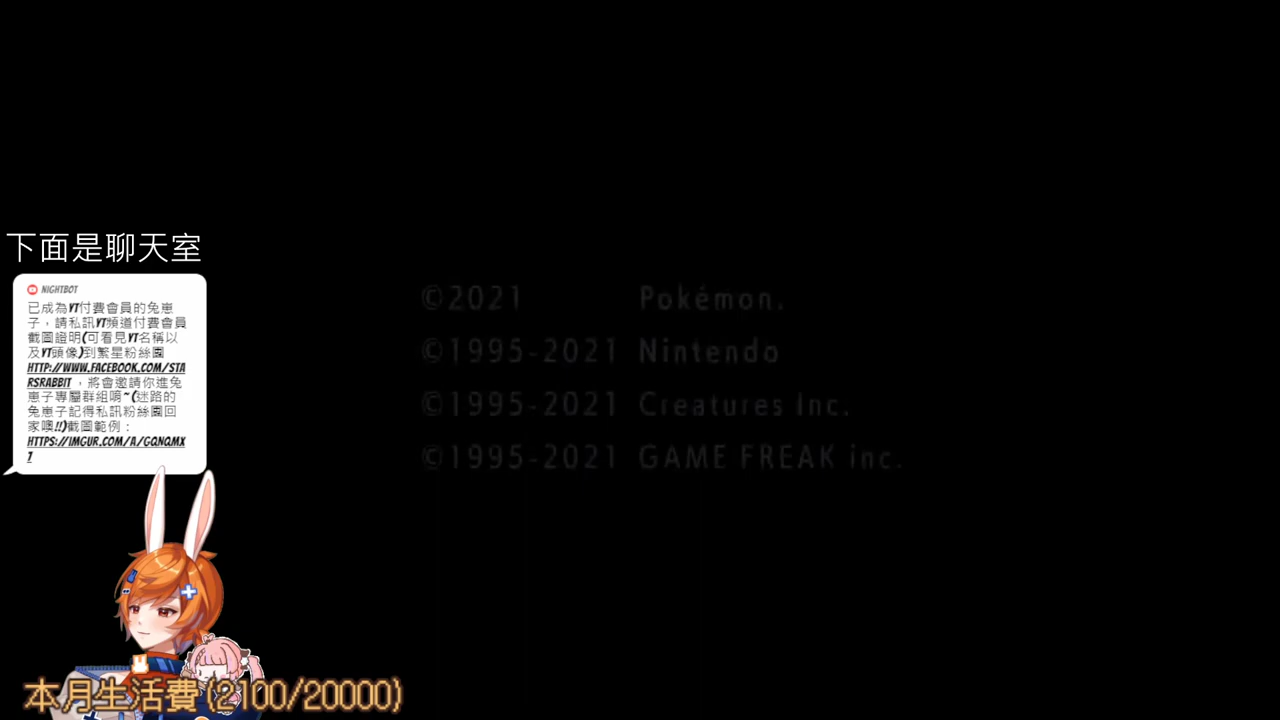 下面是聊天室
NIGHTBOT
已成為YT付費會員的兔崽
子，請私訊YT頻道付費會員
截圖證明(可看見YT名稱以
及YT頭像)到繁星粉絲團
HTTP://WWW.FACEBOOK.COM/STA
RSRABBIT ，將會邀請你進兔
崽子專屬群組唷~(迷路的
兔崽子記得私訊粉絲團回
家噢!!)截圖範例：
HTTPS://IMGUR.COM/A/GQNQMX
1
©2021 Pokémon.
©1995-2021 Nintendo
©1995-2021 Creatures Inc.
©1995-2021 GAME FREAK inc.
本月生活費(2100/20000)